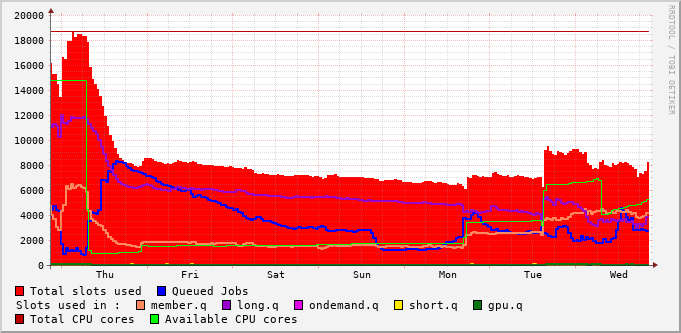 20000
18000
16000
14000
12000
10000
8000
6000
4000
2000
0
Thu Fri Sat Sun Mon Tue Wed
Total slots used Queued Jobs
Slots used in : member.q long.q ondemand.q short.q gpu.q
Total CPU cores Available CPU cores
RRDTOOL / TOBI OETIKER